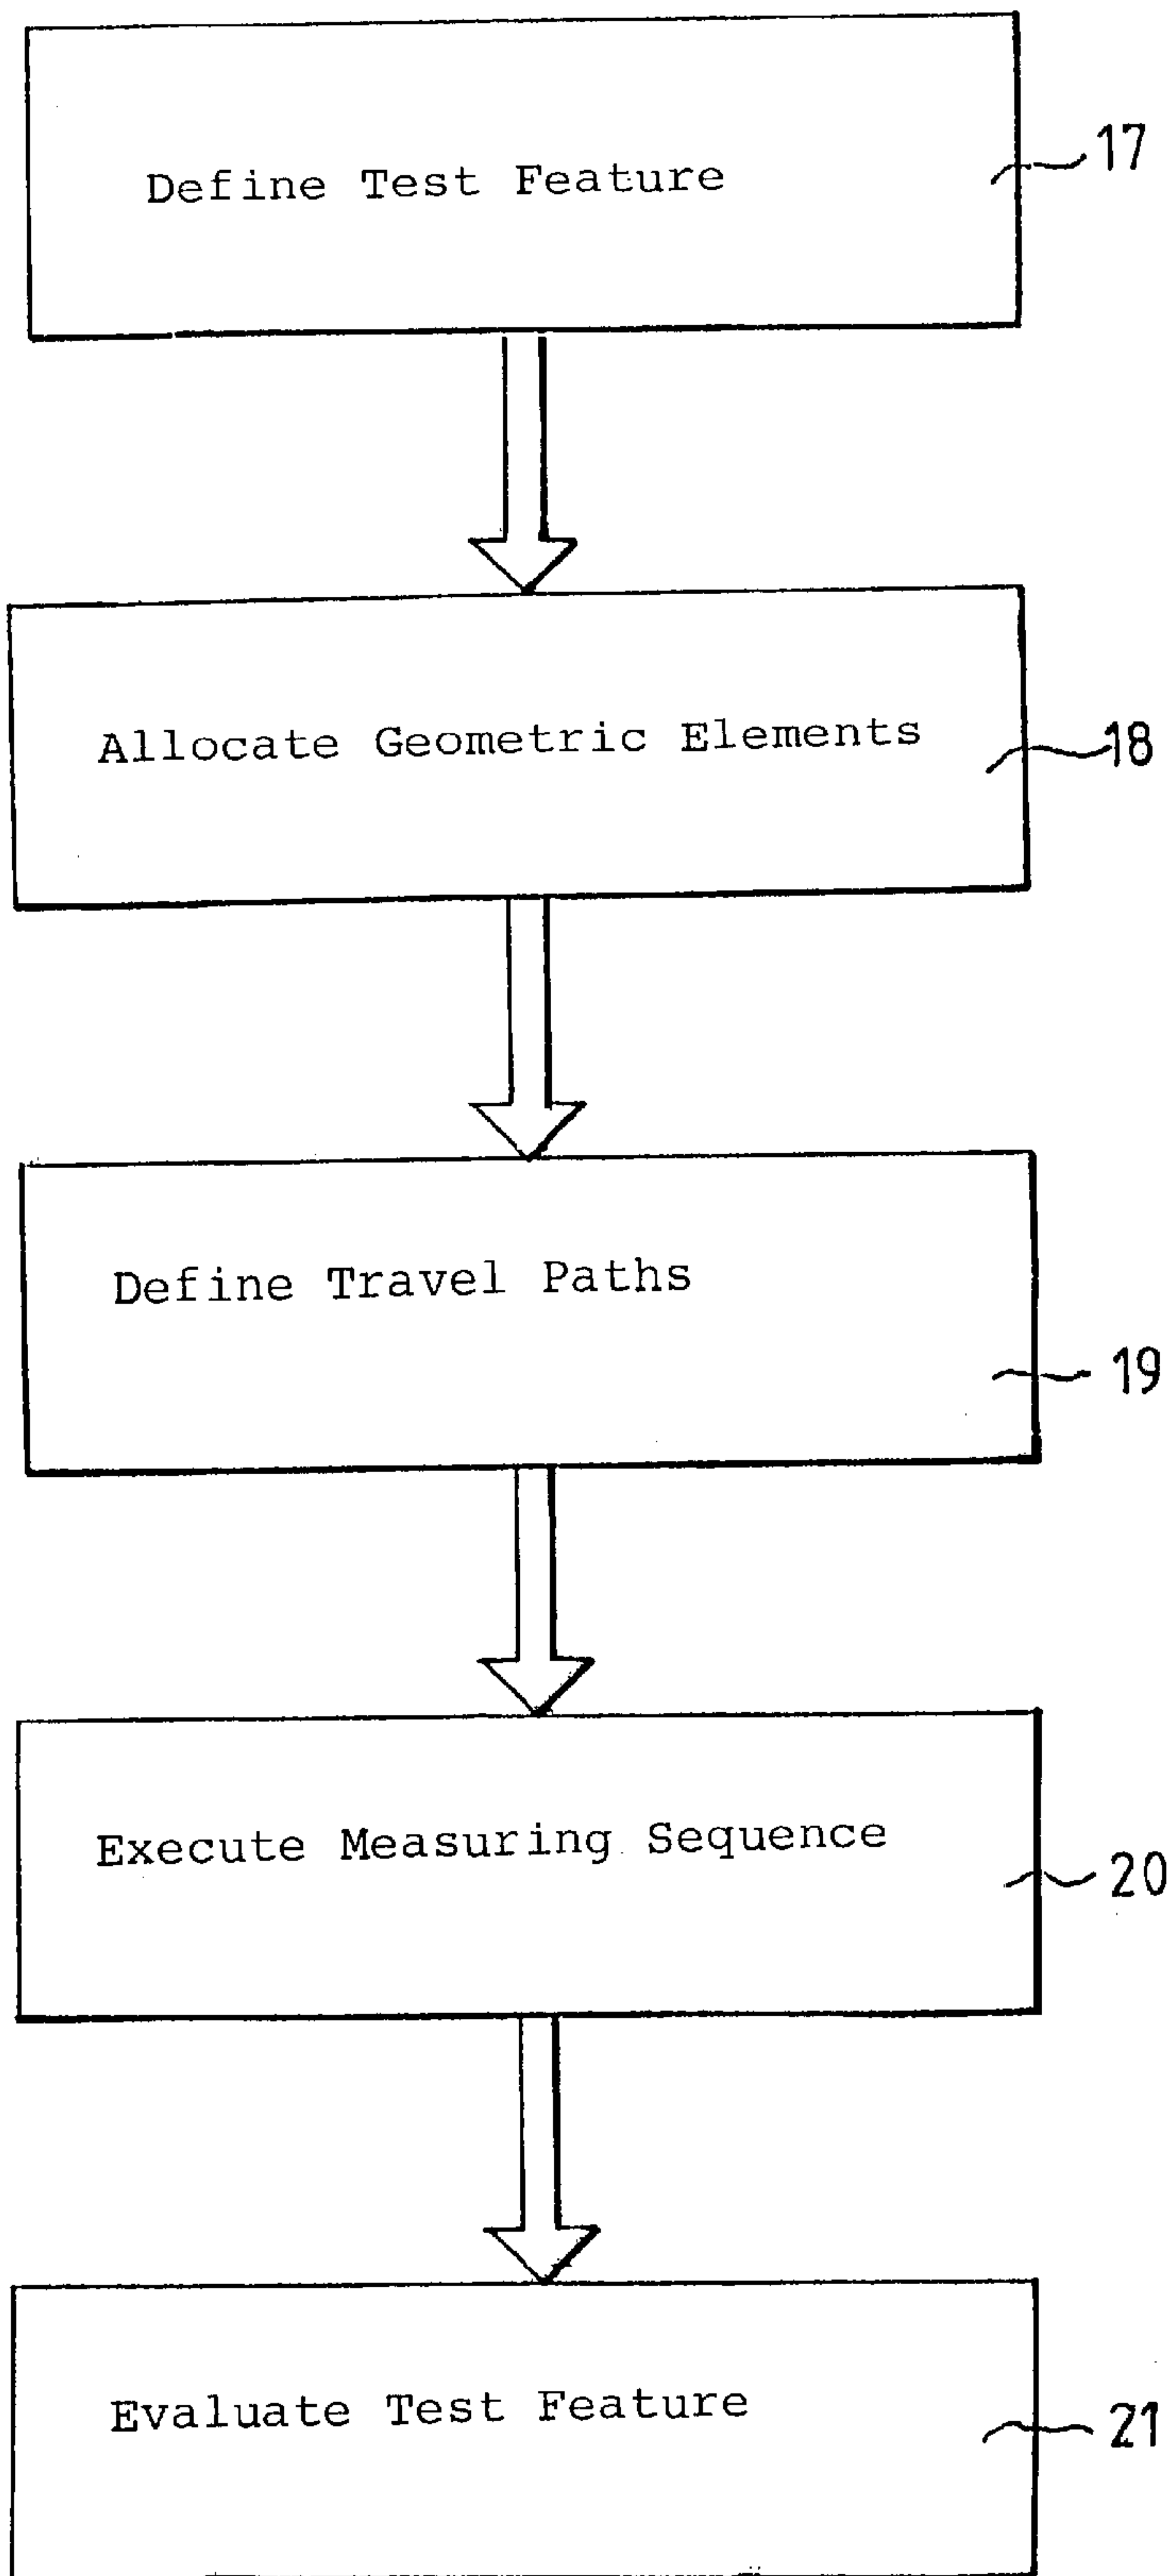 Define Test Feature
17
Allocate Geometric Elements
18
Define Travel Paths
19
Execute Measuring Sequence
20
Evaluate Test Feature
21